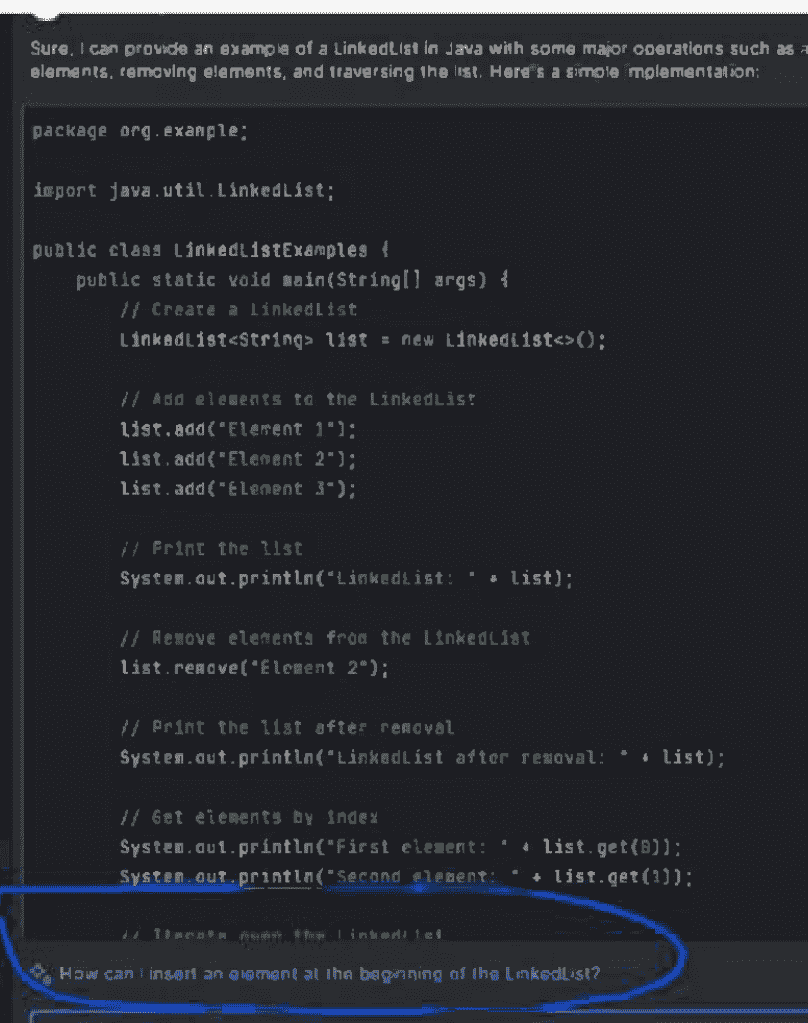 Sure, I can provide an example of a LinkedList in Java with some major operations such as a
elements, removing elements, and traversing the list. Here's a simple implementation:
package org.example;
import java.util.LinkedList;
public class LinkedListExamples {
public static void main(String[] args) {
// Create a LinkedList
LinkedList<String> list = new LinkedList<>();
// Add elements to the LinkedList
list.add("Element 1");
list.add("Element 2");
list.add("Element 3");
// Print the list
System.out.println("LinkedList: " + list);
// Remove elements from the LinkedList
list.remove("Element 2");
// Print the list after removal
System.out.println("LinkedList after removal: " + list);
// Get elements by index
System.out.println("First element: " + list.get(0));
System.out.println("Second element: " + list.get(1));
// Iterate over the LinkedList
How can I insert an element at the beginning of the LinkedList?